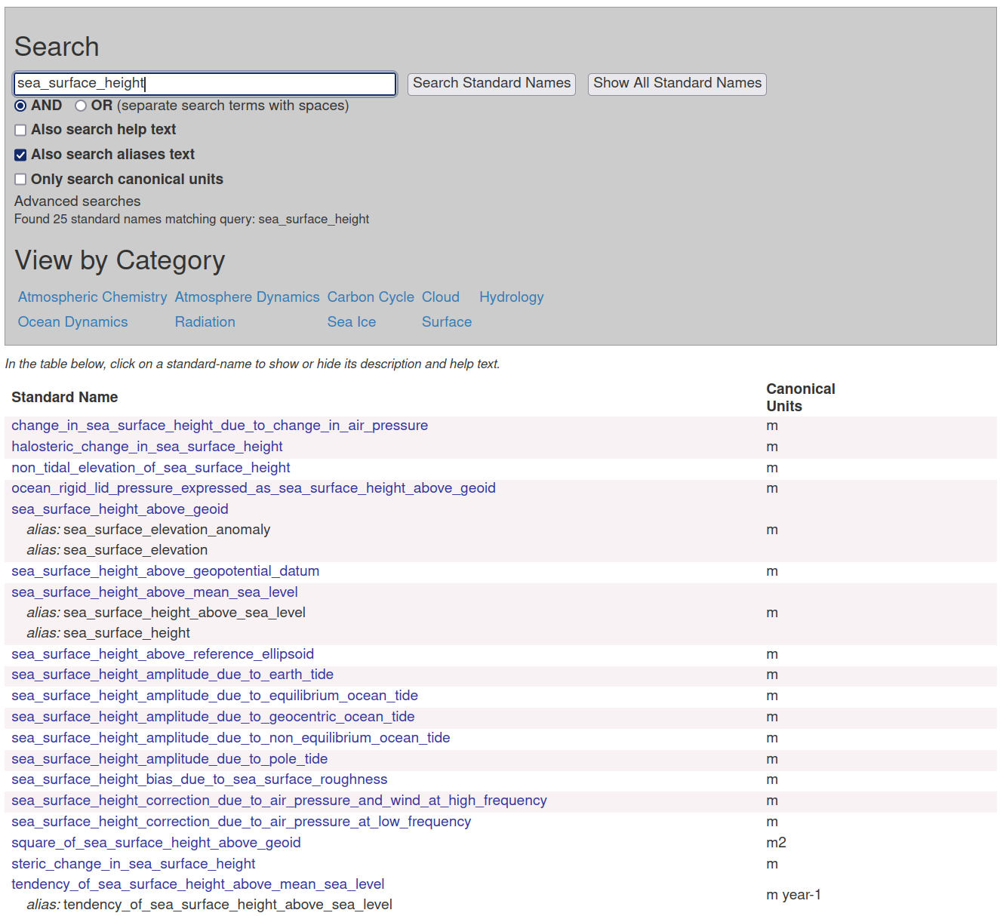 Search
sea_surface_height Search Standard Names Show All Standard Names
AND OR (separate search terms with spaces)
Also search help text
Also search aliases text
Only search canonical units
Advanced searches
Found 25 standard names matching query: sea_surface_height
View by Category
Atmospheric Chemistry Atmosphere Dynamics Carbon Cycle Cloud Hydrology
Ocean Dynamics Radiation Sea Ice Surface
In the table below, click on a standard-name to show or hide its description and help text.
Standard Name Canonical Units
change_in_sea_surface_height_due_to_change_in_air_pressure m
halosteric_change_in_sea_surface_height m
non_tidal_elevation_of_sea_surface_height m
ocean_rigid_lid_pressure_expressed_as_sea_surface_height_above_geoid m
sea_surface_height_above_geoid
alias: sea_surface_elevation_anomaly m
alias: sea_surface_elevation
sea_surface_height_above_geopotential_datum m
sea_surface_height_above_mean_sea_level
alias: sea_surface_height_above_sea_level m
alias: sea_surface_height
sea_surface_height_above_reference_ellipsoid m
sea_surface_height_amplitude_due_to_earth_tide m
sea_surface_height_amplitude_due_to_equilibrium_ocean_tide m
sea_surface_height_amplitude_due_to_geocentric_ocean_tide m
sea_surface_height_amplitude_due_to_non_equilibrium_ocean_tide m
sea_surface_height_amplitude_due_to_pole_tide m
sea_surface_height_bias_due_to_sea_surface_roughness m
sea_surface_height_correction_due_to_air_pressure_and_wind_at_high_frequency m
sea_surface_height_correction_due_to_air_pressure_at_low_frequency m
square_of_sea_surface_height_above_geoid m2
steric_change_in_sea_surface_height m
tendency_of_sea_surface_height_above_mean_sea_level m year-1
alias: tendency_of_sea_surface_height_above_sea_level